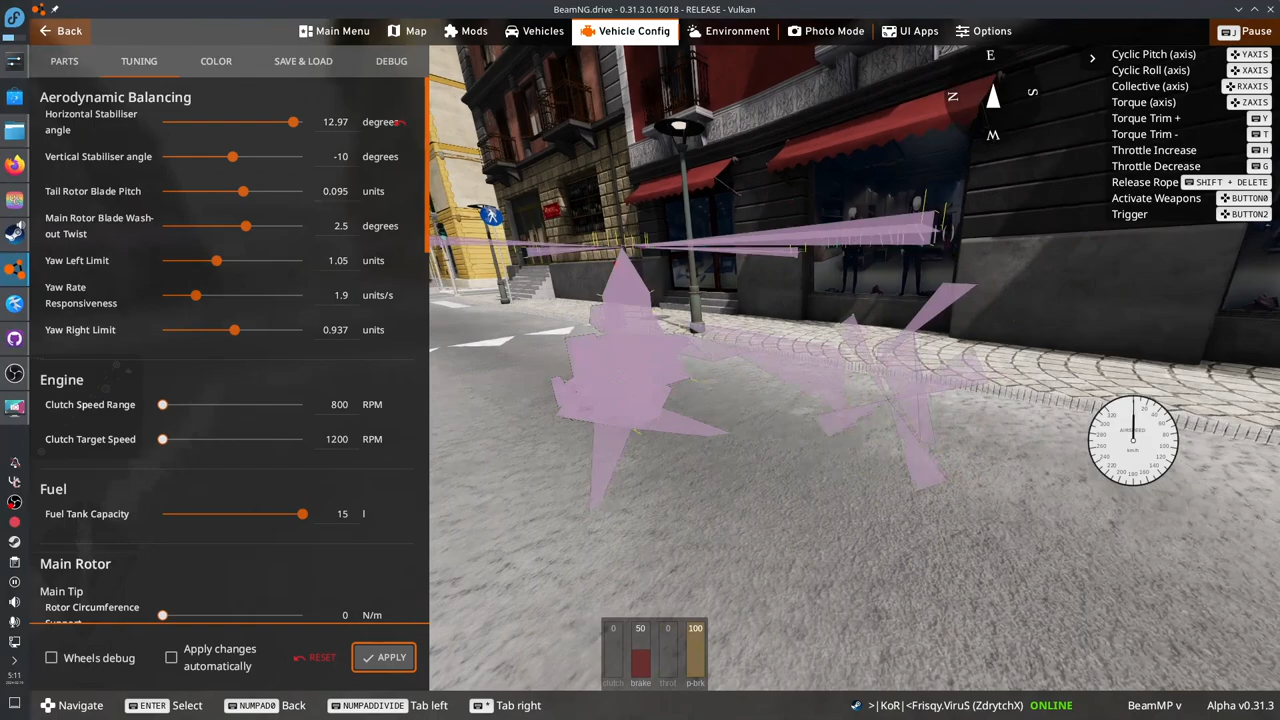 BeamNG.drive - 0.31.3.0.16018 - RELEASE - Vulkan
Back
Main Menu
Map
Mods
Vehicles
Vehicle Config
Environment
Photo Mode
UI Apps
Options
J
Pause
PARTS
TUNING
COLOR
SAVE & LOAD
DEBUG
Aerodynamic Balancing
Horizontal Stabiliser
angle
12.97
degrees
Vertical Stabiliser angle
-10
degrees
Tail Rotor Blade Pitch
0.095
units
Main Rotor Blade Wash-
out Twist
2.5
degrees
Yaw Left Limit
1.05
units
Yaw Rate
Responsiveness
1.9
units/s
Yaw Right Limit
0.937
units
Engine
Clutch Speed Range
800
RPM
Clutch Target Speed
1200
RPM
Fuel
Fuel Tank Capacity
15
l
Main Rotor
Main Tip
Rotor Circumference
Support
0
N/m
Wheels debug
Apply changes
automatically
RESET
APPLY
E
N
S
W
Cyclic Pitch (axis) YAXIS
Cyclic Roll (axis) XAXIS
Collective (axis) RXAXIS
Torque (axis) ZAXIS
Torque Trim + Y
Torque Trim - T
Throttle Increase H
Throttle Decrease G
Release Rope SHIFT + DELETE
Activate Weapons BUTTON0
Trigger BUTTON2
AIRSPEED
km/h
0 50 0 100
clutch brake throt p-brk
5:11
Navigate
ENTER Select
NUMPAD0 Back
NUMPADDIVIDE Tab left
* Tab right
>|KoR|<Frisqy.ViruS (ZdrytchX) ONLINE
BeamMP v
Alpha v0.31.3